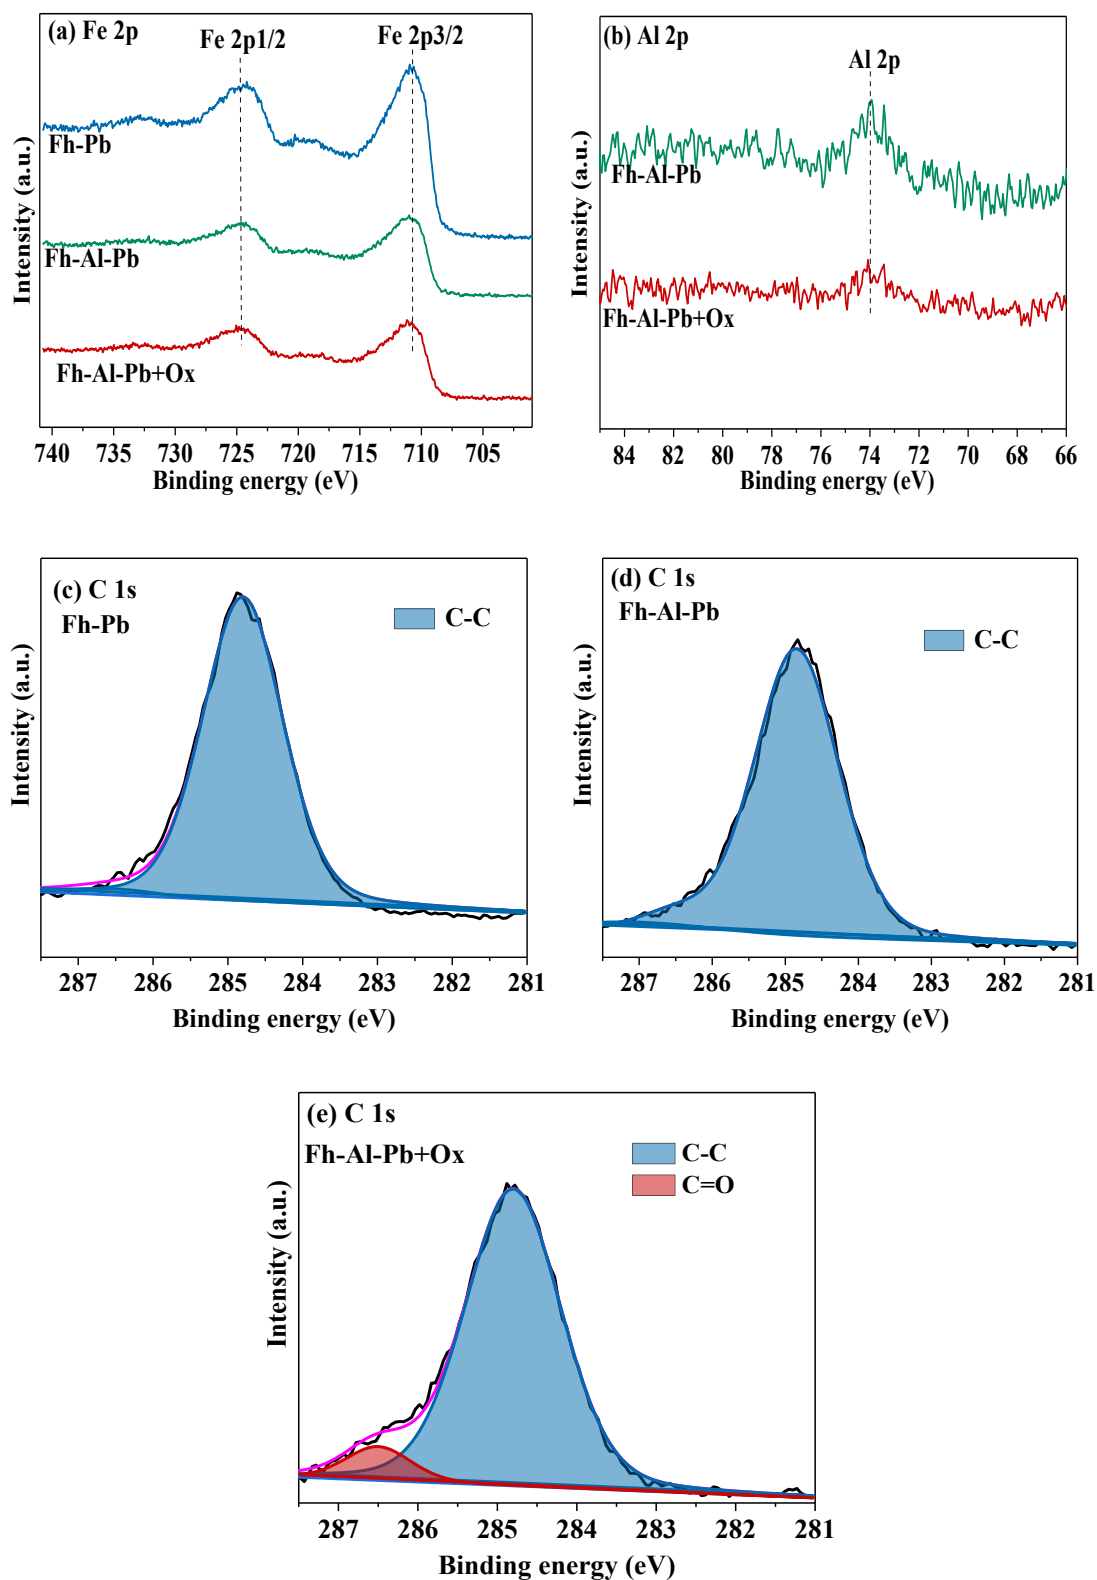 (a) Fe 2p
Fe 2p1/2
Fe 2p3/2
Fh-Pb
Fh-Al-Pb
Fh-Al-Pb+Ox
Intensity (a.u.)
740 735 730 725 720 715 710 705
Binding energy (eV)
(b) Al 2p
Al 2p
Fh-Al-Pb
Fh-Al-Pb+Ox
Intensity (a.u.)
84 82 80 78 76 74 72 70 68 66
Binding energy (eV)
(c) C 1s
Fh-Pb
C-C
Intensity (a.u.)
287 286 285 284 283 282 281
Binding energy (eV)
(d) C 1s
Fh-Al-Pb
C-C
Intensity (a.u.)
287 286 285 284 283 282 281
Binding energy (eV)
(e) C 1s
Fh-Al-Pb+Ox
C-C
C=O
Intensity (a.u.)
287 286 285 284 283 282 281
Binding energy (eV)